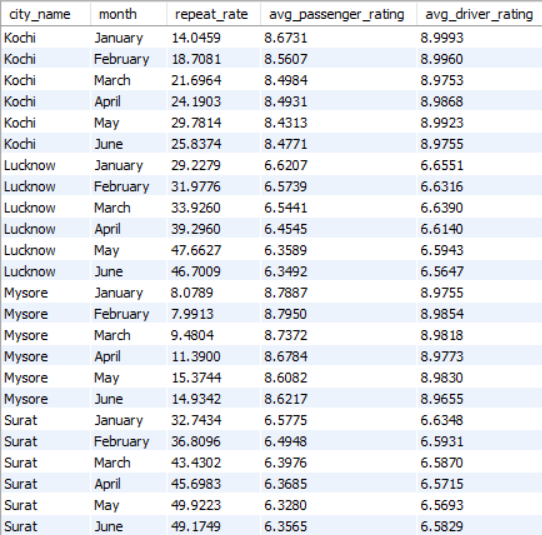 city_name month repeat_rate avg_passenger_rating avg_driver_rating
Kochi January 14.0459 8.6731 8.9993
Kochi February 18.7081 8.5607 8.9960
Kochi March 21.6964 8.4984 8.9753
Kochi April 24.1903 8.4931 8.9868
Kochi May 29.7814 8.4313 8.9923
Kochi June 25.8374 8.4771 8.9755
Lucknow January 29.2279 6.6207 6.6551
Lucknow February 31.9776 6.5739 6.6316
Lucknow March 33.9260 6.5441 6.6390
Lucknow April 39.2960 6.4545 6.6140
Lucknow May 47.6627 6.3589 6.5943
Lucknow June 46.7009 6.3492 6.5647
Mysore January 8.0789 8.7887 8.9755
Mysore February 7.9913 8.7950 8.9854
Mysore March 9.4804 8.7372 8.9818
Mysore April 11.3900 8.6784 8.9773
Mysore May 15.3744 8.6082 8.9830
Mysore June 14.9342 8.6217 8.9655
Surat January 32.7434 6.5775 6.6348
Surat February 36.8096 6.4948 6.5931
Surat March 43.4302 6.3976 6.5870
Surat April 45.6983 6.3685 6.5715
Surat May 49.9223 6.3280 6.5693
Surat June 49.1749 6.3565 6.5829